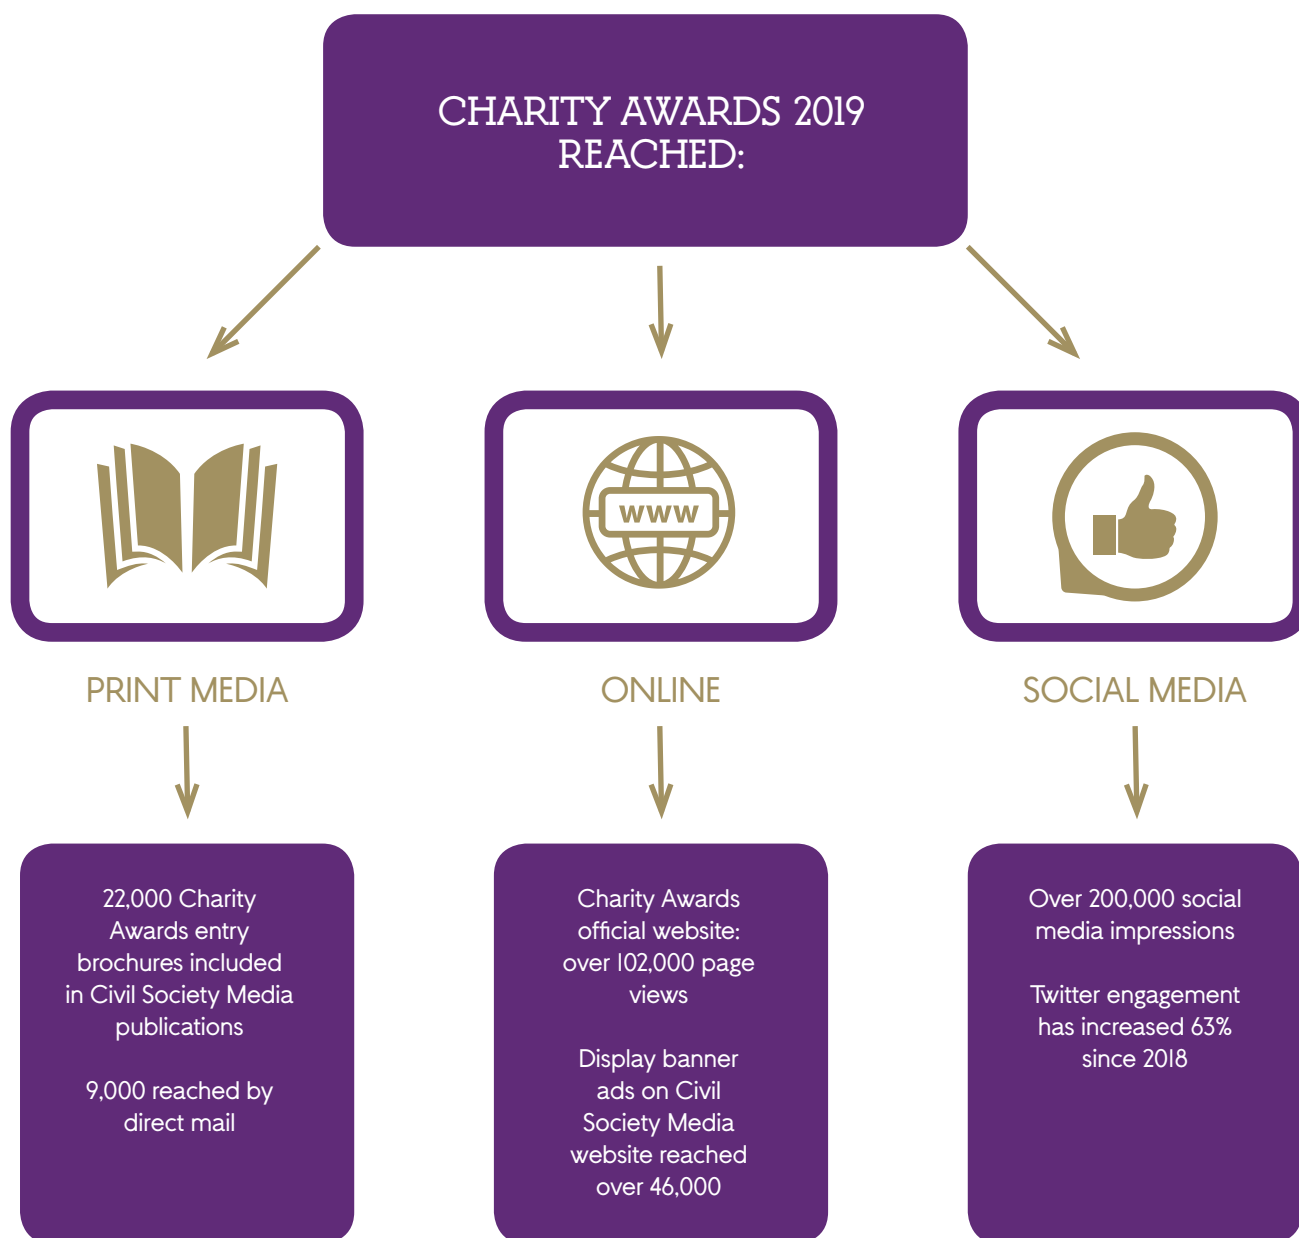 CHARITY AWARDS 2019
REACHED:
www
PRINT MEDIA
ONLINE
SOCIAL MEDIA
22,000 Charity
Awards entry
brochures included
in Civil Society Media
publications
9,000 reached by
direct mail
Charity Awards
official website:
over 102,000 page
views
Display banner
ads on Civil
Society Media
website reached
over 46,000
Over 200,000 social
media impressions
Twitter engagement
has increased 63%
since 2018